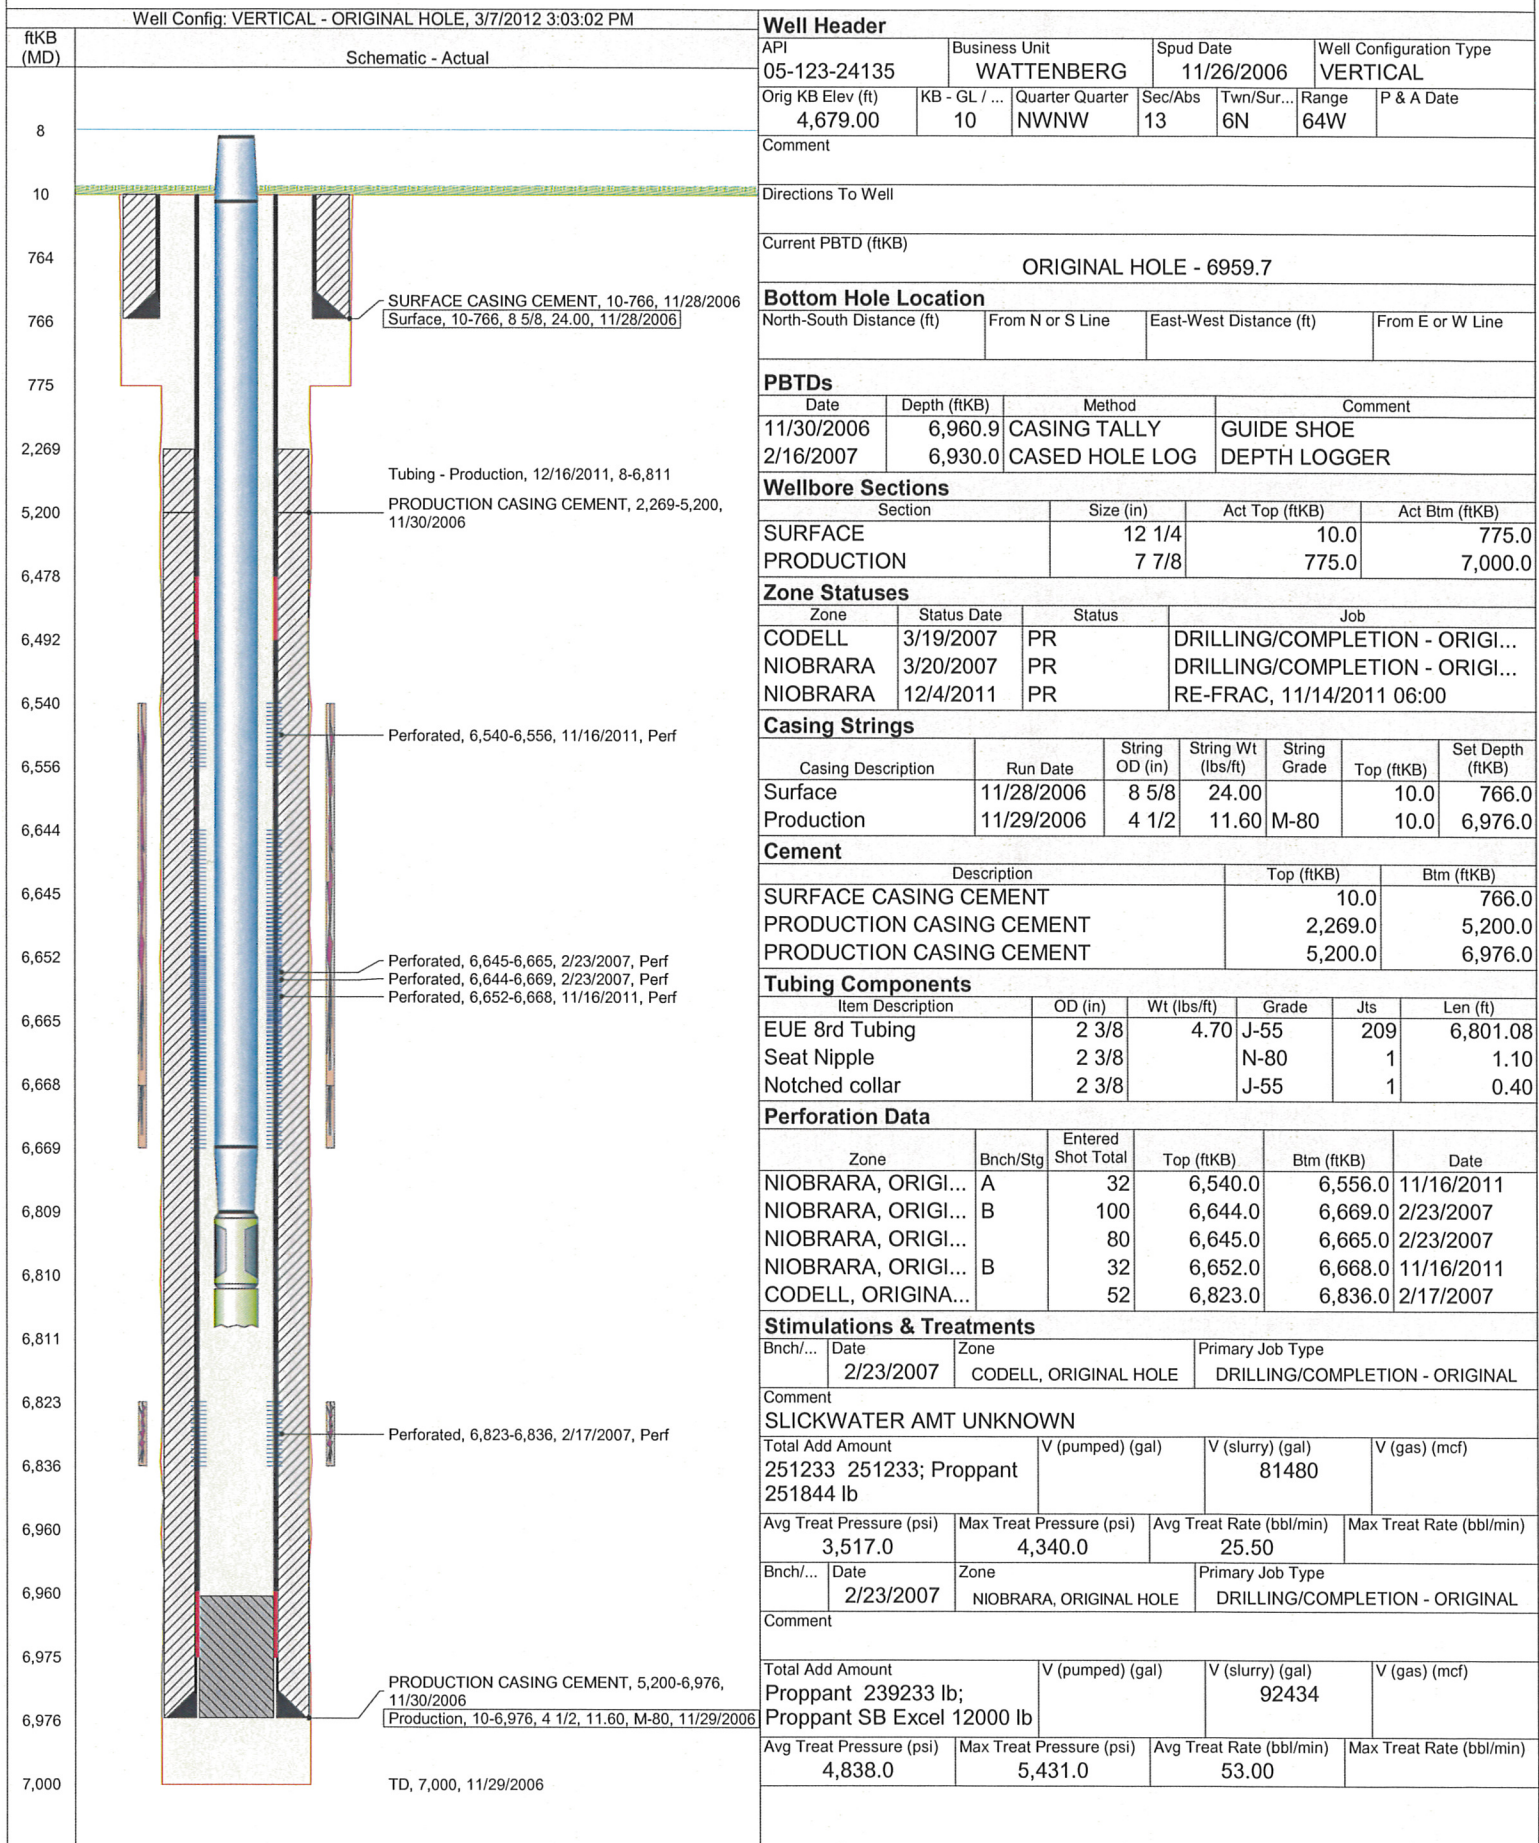 Well Config: VERTICAL - ORIGINAL HOLE, 3/7/2012 3:03:02 PM
ftKB
(MD)
Schematic - Actual
8
10
764
766
775
2,269
5,200
6,478
6,492
6,540
6,556
6,644
6,645
6,652
6,665
6,668
6,669
6,809
6,810
6,811
6,823
6,836
6,960
6,960
6,975
6,976
7,000
SURFACE CASING CEMENT, 10-766, 11/28/2006
Surface, 10-766, 8 5/8, 24.00, 11/28/2006
Tubing - Production, 12/16/2011, 8-6,811
PRODUCTION CASING CEMENT, 2,269-5,200,
11/30/2006
Perforated, 6,540-6,556, 11/16/2011, Perf
Perforated, 6,645-6,665, 2/23/2007, Perf
Perforated, 6,644-6,669, 2/23/2007, Perf
Perforated, 6,652-6,668, 11/16/2011, Perf
Perforated, 6,823-6,836, 2/17/2007, Perf
PRODUCTION CASING CEMENT, 5,200-6,976,
11/30/2006
Production, 10-6,976, 4 1/2, 11.60, M-80, 11/29/2006
TD, 7,000, 11/29/2006
Well Header
API Business Unit Spud Date Well Configuration Type
05-123-24135 WATTENBERG 11/26/2006 VERTICAL
Orig KB Elev (ft) KB - GL / ... Quarter Quarter Sec/Abs Twn/Sur... Range P & A Date
4,679.00 10 NWNW 13 6N 64W
Comment
Directions To Well
Current PBTD (ftKB)
ORIGINAL HOLE - 6959.7
Bottom Hole Location
North-South Distance (ft) From N or S Line East-West Distance (ft) From E or W Line
PBTDs
Date Depth (ftKB) Method Comment
11/30/2006 6,960.9 CASING TALLY GUIDE SHOE
2/16/2007 6,930.0 CASED HOLE LOG DEPTH LOGGER
Wellbore Sections
Section Size (in) Act Top (ftKB) Act Btm (ftKB)
SURFACE 12 1/4 10.0 775.0
PRODUCTION 7 7/8 775.0 7,000.0
Zone Statuses
Zone Status Date Status Job
CODELL 3/19/2007 PR DRILLING/COMPLETION - ORIGI...
NIOBRARA 3/20/2007 PR DRILLING/COMPLETION - ORIGI...
NIOBRARA 12/4/2011 PR RE-FRAC, 11/14/2011 06:00
Casing Strings
Casing Description Run Date String OD (in) String Wt (lbs/ft) String Grade Top (ftKB) Set Depth (ftKB)
Surface 11/28/2006 8 5/8 24.00 10.0 766.0
Production 11/29/2006 4 1/2 11.60 M-80 10.0 6,976.0
Cement
Description Top (ftKB) Btm (ftKB)
SURFACE CASING CEMENT 10.0 766.0
PRODUCTION CASING CEMENT 2,269.0 5,200.0
PRODUCTION CASING CEMENT 5,200.0 6,976.0
Tubing Components
Item Description OD (in) Wt (lbs/ft) Grade Jts Len (ft)
EUE 8rd Tubing 2 3/8 4.70 J-55 209 6,801.08
Seat Nipple 2 3/8 N-80 1 1.10
Notched collar 2 3/8 J-55 1 0.40
Perforation Data
Zone Bnch/Stg Entered Shot Total Top (ftKB) Btm (ftKB) Date
NIOBRARA, ORIGI... A 32 6,540.0 6,556.0 11/16/2011
NIOBRARA, ORIGI... B 100 6,644.0 6,669.0 2/23/2007
NIOBRARA, ORIGI... 80 6,645.0 6,665.0 2/23/2007
NIOBRARA, ORIGI... B 32 6,652.0 6,668.0 11/16/2011
CODELL, ORIGINA... 52 6,823.0 6,836.0 2/17/2007
Stimulations & Treatments
Bnch/... Date Zone Primary Job Type
2/23/2007 CODELL, ORIGINAL HOLE DRILLING/COMPLETION - ORIGINAL
Comment
SLICKWATER AMT UNKNOWN
Total Add Amount V (pumped) (gal) V (slurry) (gal) V (gas) (mcf)
251233 251233; Proppant 81480
251844 lb
Avg Treat Pressure (psi) Max Treat Pressure (psi) Avg Treat Rate (bbl/min) Max Treat Rate (bbl/min)
3,517.0 4,340.0 25.50
Bnch/... Date Zone Primary Job Type
2/23/2007 NIOBRARA, ORIGINAL HOLE DRILLING/COMPLETION - ORIGINAL
Comment
Total Add Amount V (pumped) (gal) V (slurry) (gal) V (gas) (mcf)
Proppant 239233 lb; 92434
Proppant SB Excel 12000 lb
Avg Treat Pressure (psi) Max Treat Pressure (psi) Avg Treat Rate (bbl/min) Max Treat Rate (bbl/min)
4,838.0 5,431.0 53.00